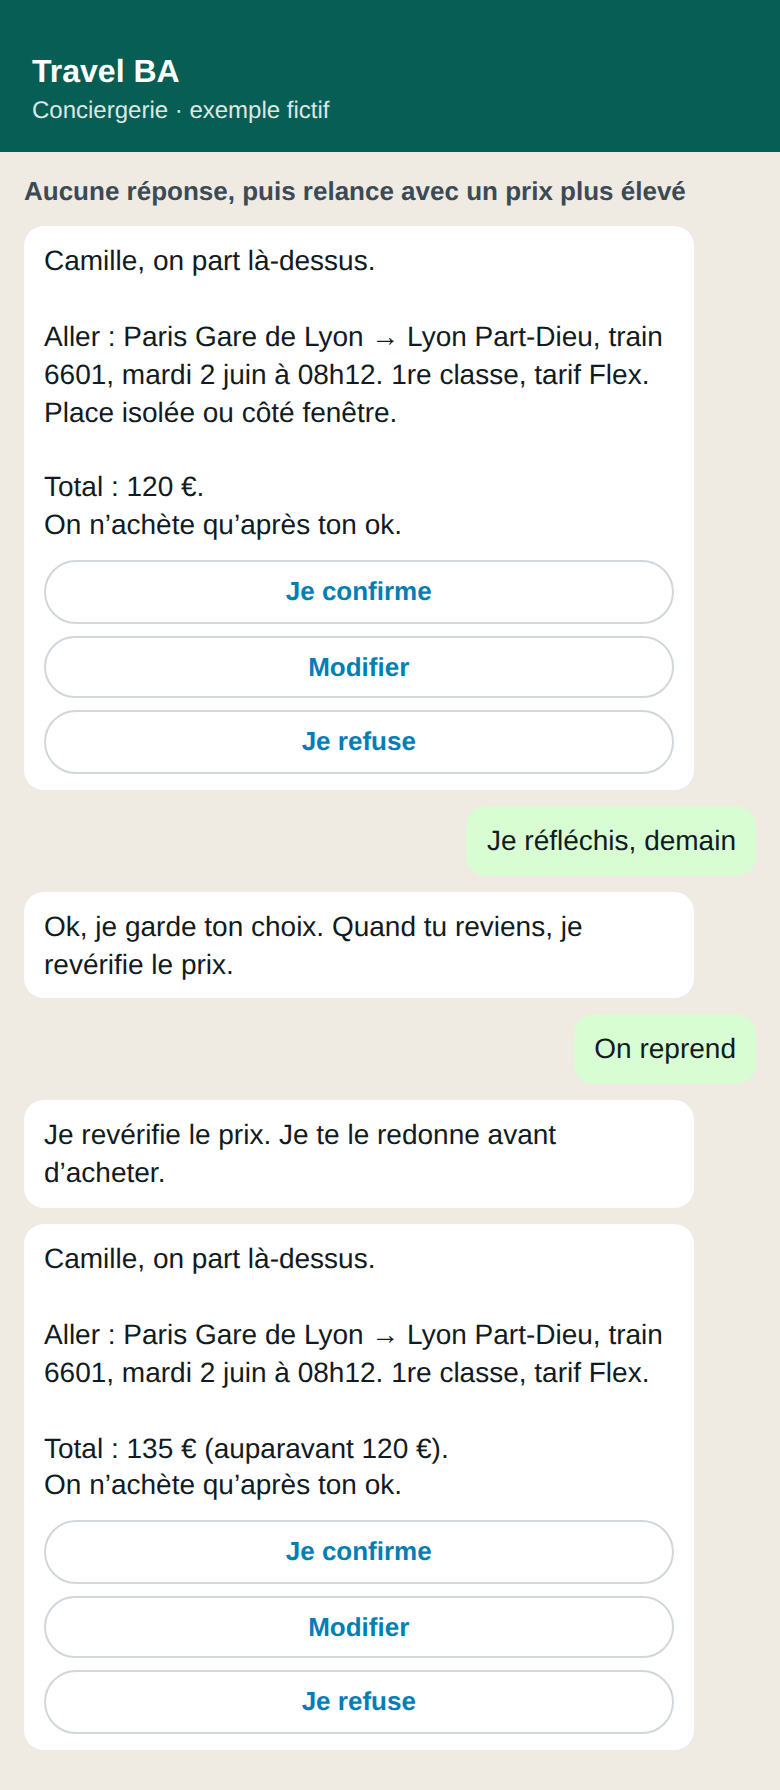 Travel BA
Conciergerie · exemple fictif
Aucune réponse, puis relance avec un prix plus élevé
Camille, on part là-dessus.
Aller : Paris Gare de Lyon → Lyon Part-Dieu, train
6601, mardi 2 juin à 08h12. 1re classe, tarif Flex.
Place isolée ou côté fenêtre.
Total : 120 €.
On n’achète qu’après ton ok.
Je confirme
Modifier
Je refuse
Je réfléchis, demain
Ok, je garde ton choix. Quand tu reviens, je
revérifie le prix.
On reprend
Je revérifie le prix. Je te le redonne avant
d’acheter.
Camille, on part là-dessus.
Aller : Paris Gare de Lyon → Lyon Part-Dieu, train
6601, mardi 2 juin à 08h12. 1re classe, tarif Flex.
Total : 135 € (auparavant 120 €).
On n’achète qu’après ton ok.
Je confirme
Modifier
Je refuse